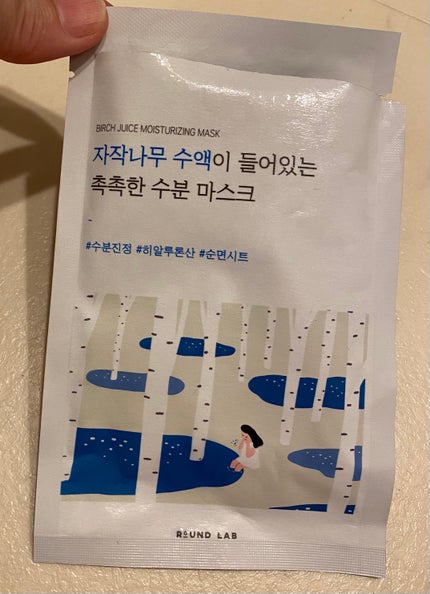 BIRCH JUICE MOISTURIZING MASK
자작나무 수액이 들어있는
촉촉한 수분 마스크
-
#수분진정 #히알루론산 #순면시트
ROUND LAB